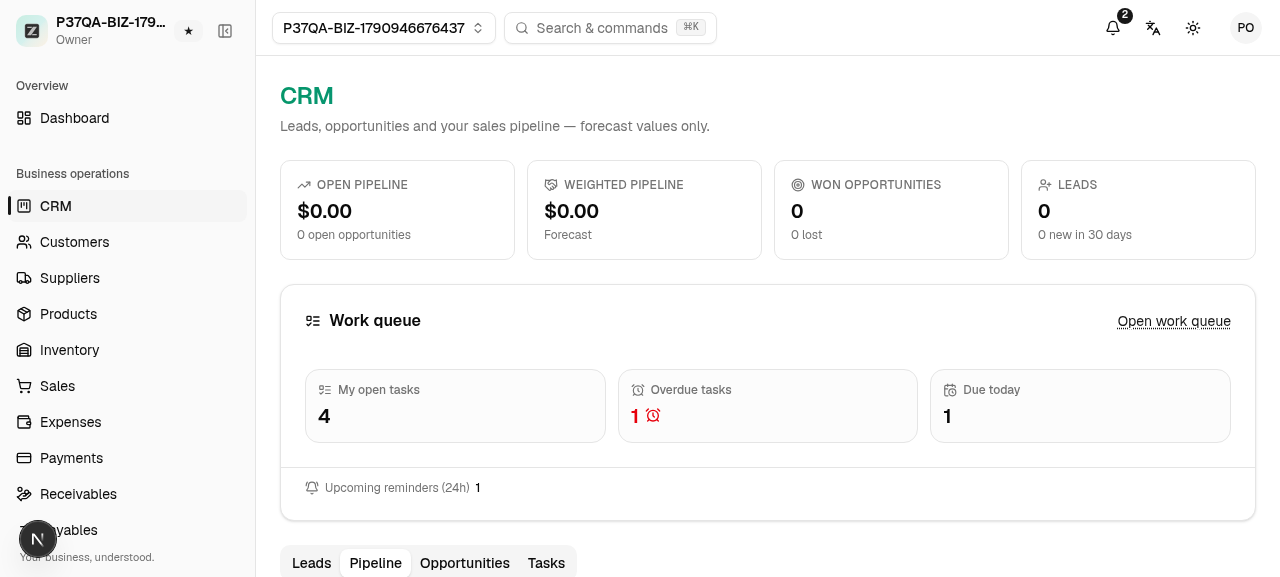 P37QA-BIZ-179…
Owner
Overview
Dashboard
Business operations
CRM
Customers
Suppliers
Products
Inventory
Sales
Expenses
Payments
Receivables
yables
Your business, understood.
P37QA-BIZ-1790946676437
Search & commands ⌘K
2
PO
CRM
Leads, opportunities and your sales pipeline — forecast values only.
OPEN PIPELINE
$0.00
0 open opportunities
WEIGHTED PIPELINE
$0.00
Forecast
WON OPPORTUNITIES
0
0 lost
LEADS
0
0 new in 30 days
Work queue
Open work queue
My open tasks
4
Overdue tasks
1
Due today
1
Upcoming reminders (24h) 1
Leads Pipeline Opportunities Tasks